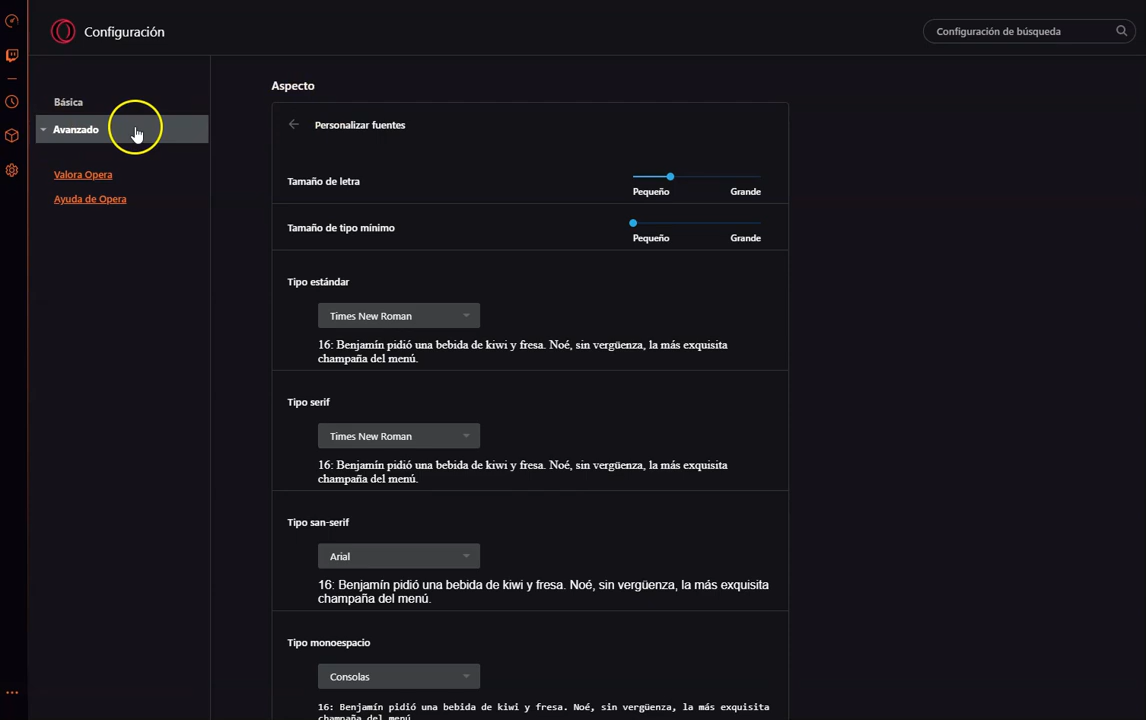 Configuración
Configuración de búsqueda
Básica
Avanzado
Valora Opera
Ayuda de Opera
Aspecto
Personalizar fuentes
Tamaño de letra
Pequeño Grande
Tamaño de tipo mínimo
Pequeño Grande
Tipo estándar
Times New Roman
16: Benjamín pidió una bebida de kiwi y fresa. Noé, sin vergüenza, la más exquisita
champaña del menú.
Tipo serif
Times New Roman
16: Benjamín pidió una bebida de kiwi y fresa. Noé, sin vergüenza, la más exquisita
champaña del menú.
Tipo san-serif
Arial
16: Benjamín pidió una bebida de kiwi y fresa. Noé, sin vergüenza, la más exquisita
champaña del menú.
Tipo monoespacio
Consolas
16: Benjamín pidió una bebida de kiwi y fresa. Noé, sin vergüenza, la más exquisita
champaña del menú.